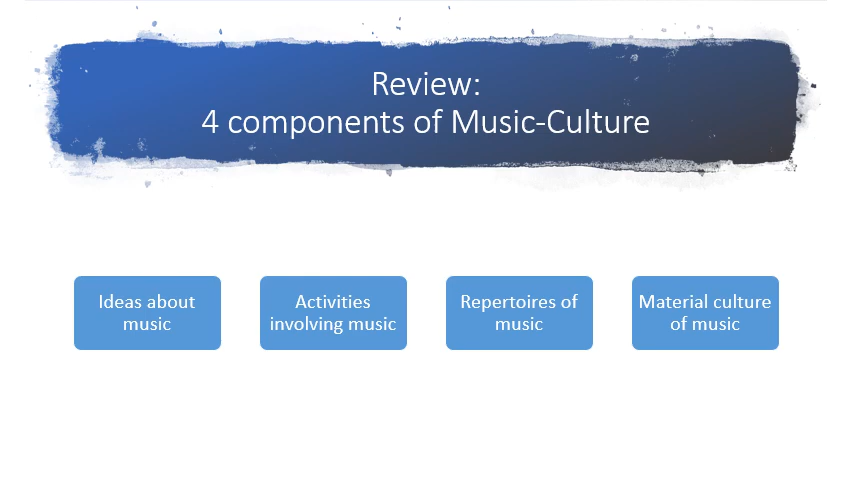 Review:
4 components of Music-Culture
Ideas about
music
Activities
involving music
Repertoires of
music
Material culture
of music